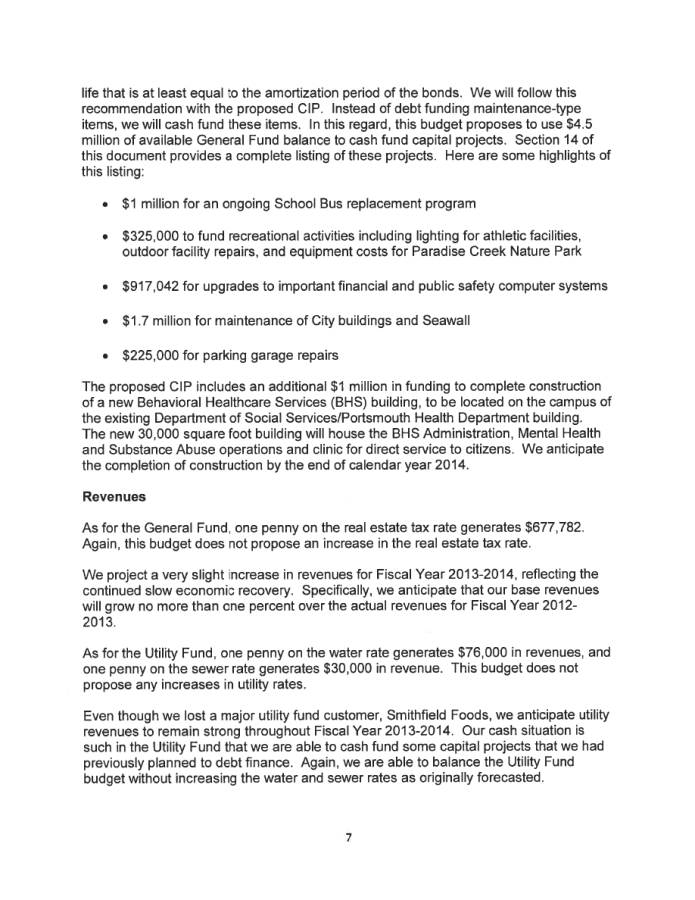 life that is at least equal to the amortization period of the bonds. We will follow this
recommendation with the proposed CIP. Instead of debt funding maintenance-type
items, we will cash fund these items. In this regard, this budget proposes to use $4.5
million of available General Fund balance to cash fund capital projects. Section 14 of
this document provides a complete listing of these projects. Here are some highlights of
this listing:
• $1 million for an ongoing School Bus replacement program
• $325,000 to fund recreational activities including lighting for athletic facilities,
outdoor facility repairs, and equipment costs for Paradise Creek Nature Park
• $917,042 for upgrades to important financial and public safety computer systems
• $1.7 million for maintenance of City buildings and Seawall
• $225,000 for parking garage repairs
The proposed CIP includes an additional $1 million in funding to complete construction
of a new Behavioral Healthcare Services (BHS) building, to be located on the campus of
the existing Department of Social Services/Portsmouth Health Department building.
The new 30,000 square foot building will house the BHS Administration, Mental Health
and Substance Abuse operations and clinic for direct service to citizens. We anticipate
the completion of construction by the end of calendar year 2014.
Revenues
As for the General Fund, one penny on the real estate tax rate generates $677,782.
Again, this budget does not propose an increase in the real estate tax rate.
We project a very slight increase in revenues for Fiscal Year 2013-2014, reflecting the
continued slow economic recovery. Specifically, we anticipate that our base revenues
will grow no more than one percent over the actual revenues for Fiscal Year 2012-
2013.
As for the Utility Fund, one penny on the water rate generates $76,000 in revenues, and
one penny on the sewer rate generates $30,000 in revenue. This budget does not
propose any increases in utility rates.
Even though we lost a major utility fund customer, Smithfield Foods, we anticipate utility
revenues to remain strong throughout Fiscal Year 2013-2014. Our cash situation is
such in the Utility Fund that we are able to cash fund some capital projects that we had
previously planned to debt finance. Again, we are able to balance the Utility Fund
budget without increasing the water and sewer rates as originally forecasted.
7